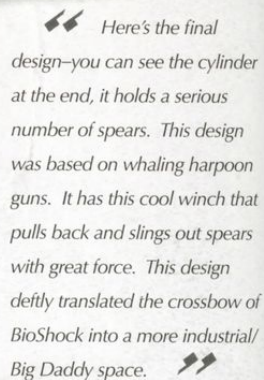 “ Here's the final
design–you can see the cylinder
at the end, it holds a serious
number of spears. This design
was based on whaling harpoon
guns. It has this cool winch that
pulls back and slings out spears
with great force. This design
deftly translated the crossbow of
BioShock into a more industrial/
Big Daddy space. ”